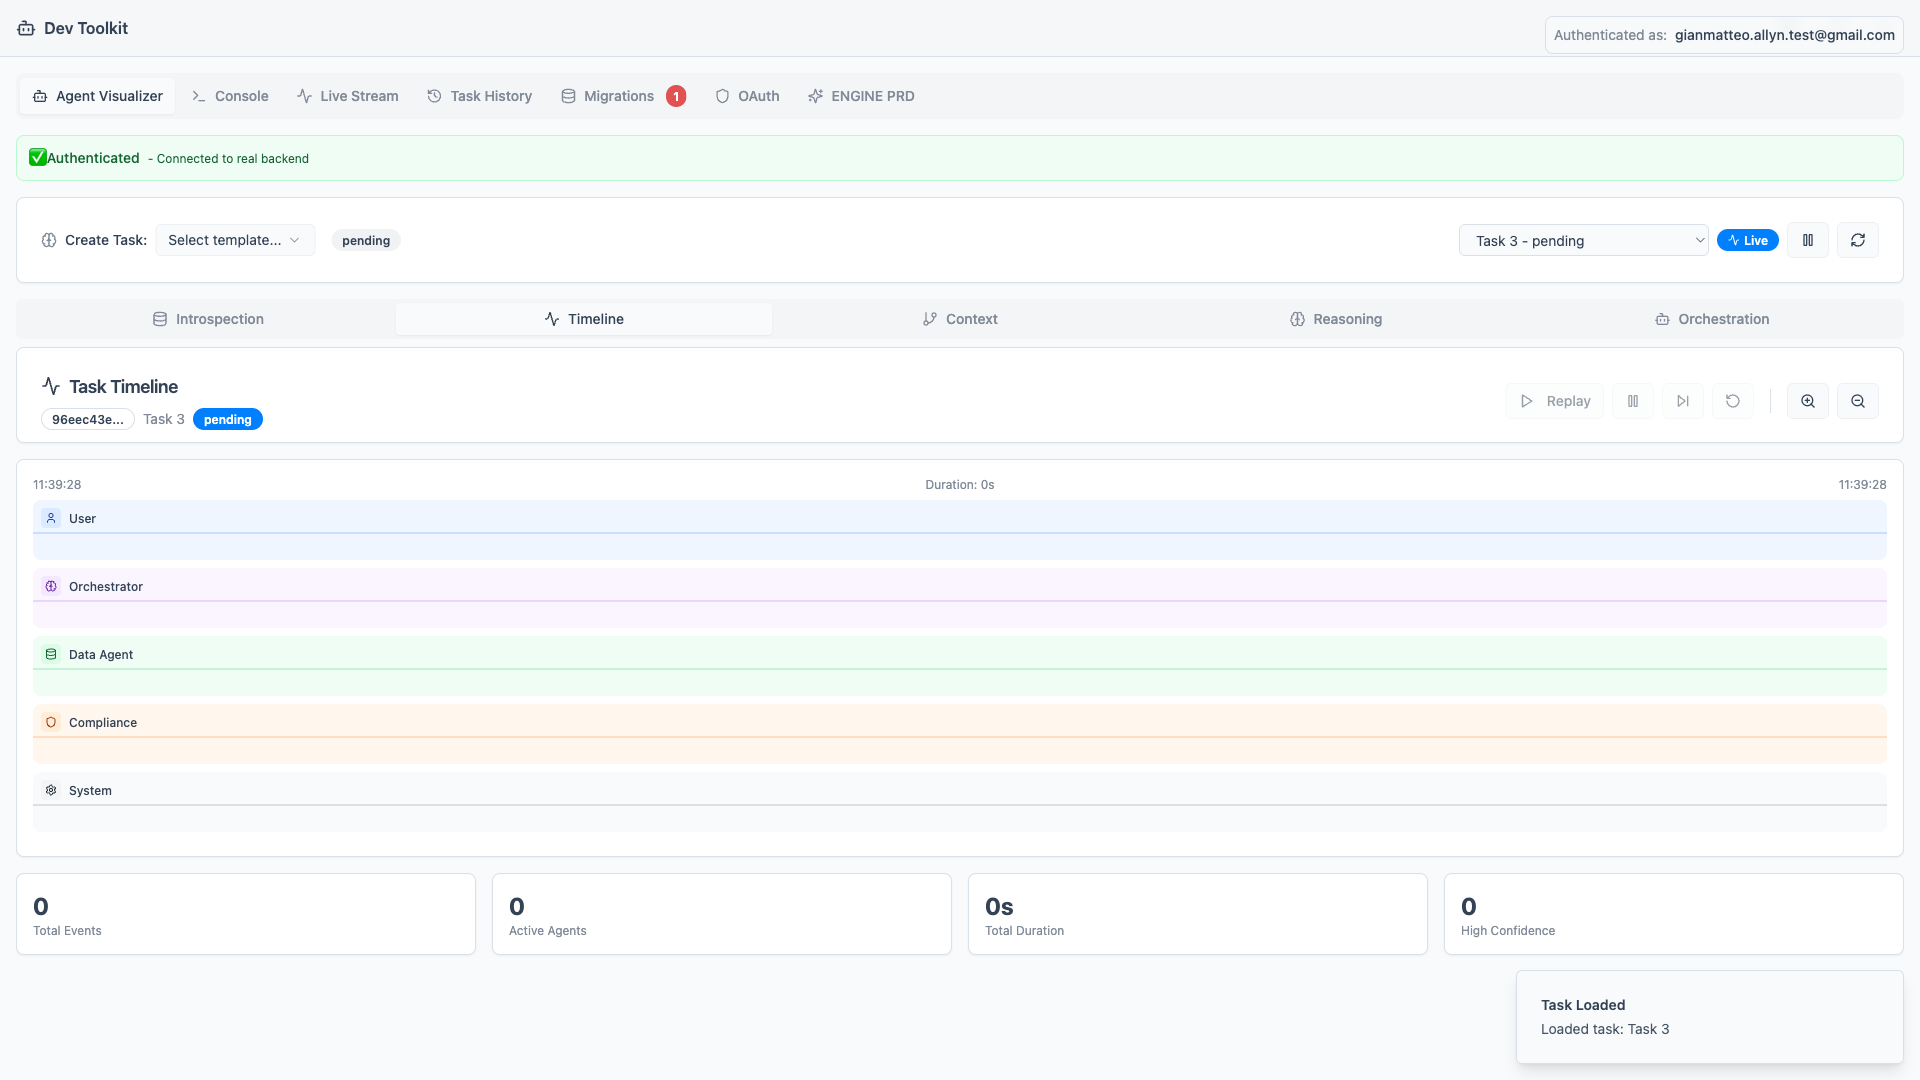 Dev Toolkit
Authenticated as: gianmatteo.allyn.test@gmail.com
Agent Visualizer
Console
Live Stream
Task History
Migrations 1
OAuth
ENGINE PRD
✅Authenticated - Connected to real backend
Create Task: Select template... pending
Task 3 - pending
Live
Introspection
Timeline
Context
Reasoning
Orchestration
Task Timeline
96eec43e... Task 3 pending
Replay
11:39:28 Duration: 0s 11:39:28
User
Orchestrator
Data Agent
Compliance
System
0
Total Events
0
Active Agents
0s
Total Duration
0
High Confidence
Task Loaded
Loaded task: Task 3